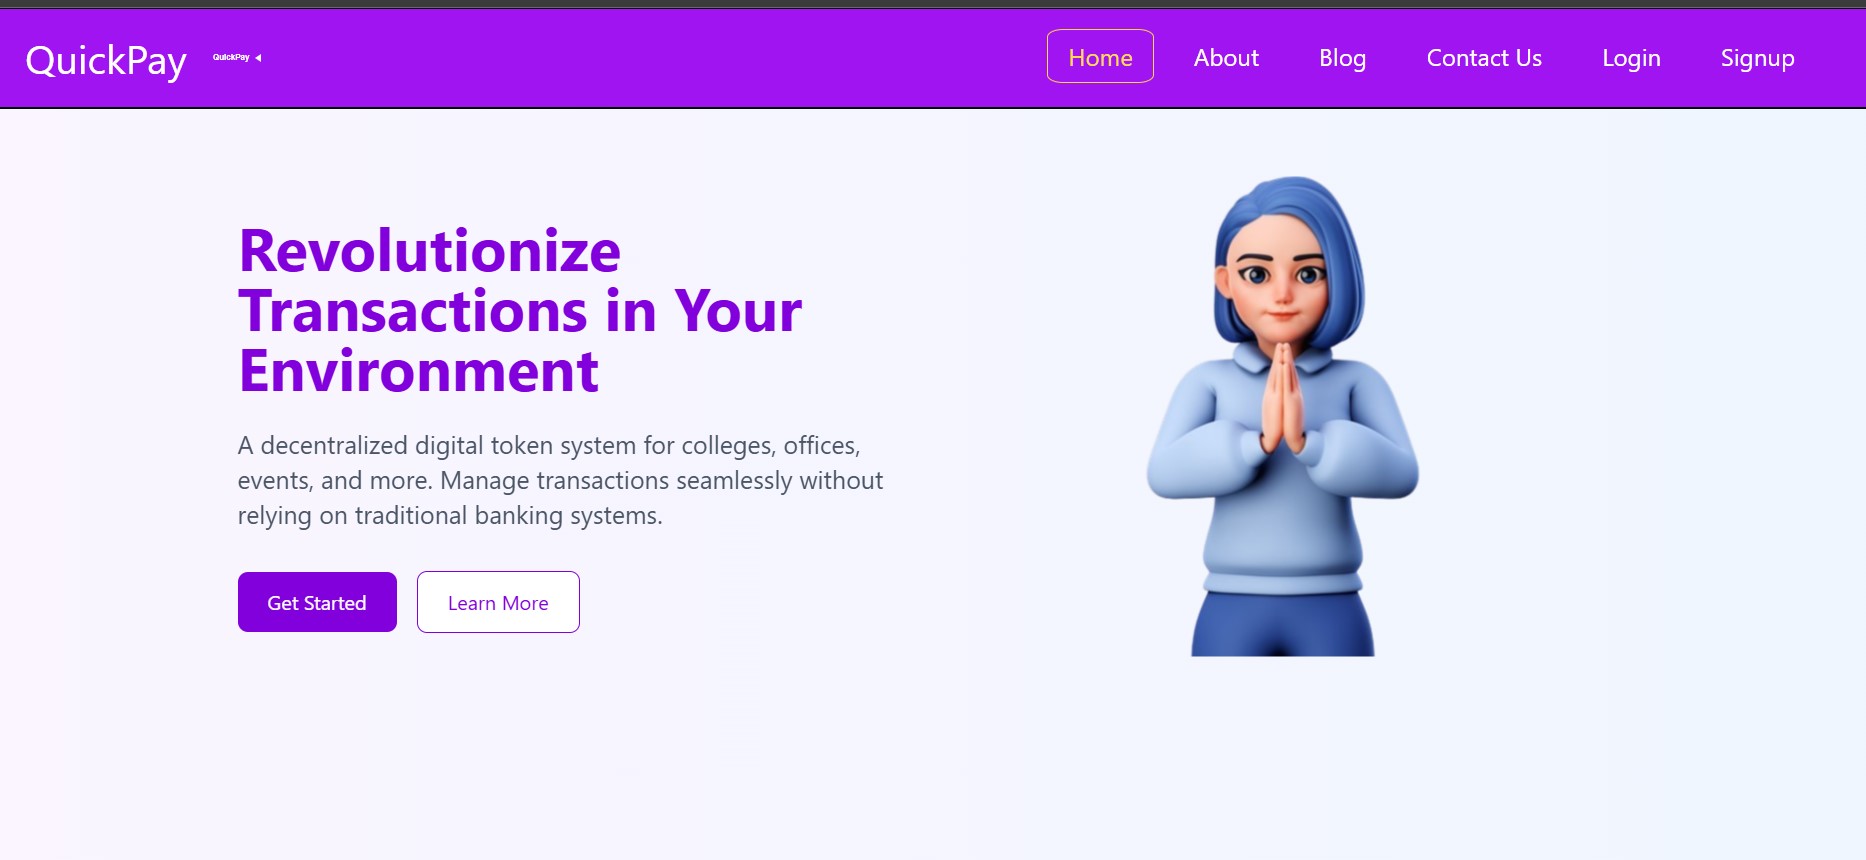 QuickPay
QuickPay
Home
About
Blog
Contact Us
Login
Signup
Revolutionize
Transactions in Your
Environment
A decentralized digital token system for colleges, offices,
events, and more. Manage transactions seamlessly without
relying on traditional banking systems.
Get Started
Learn More